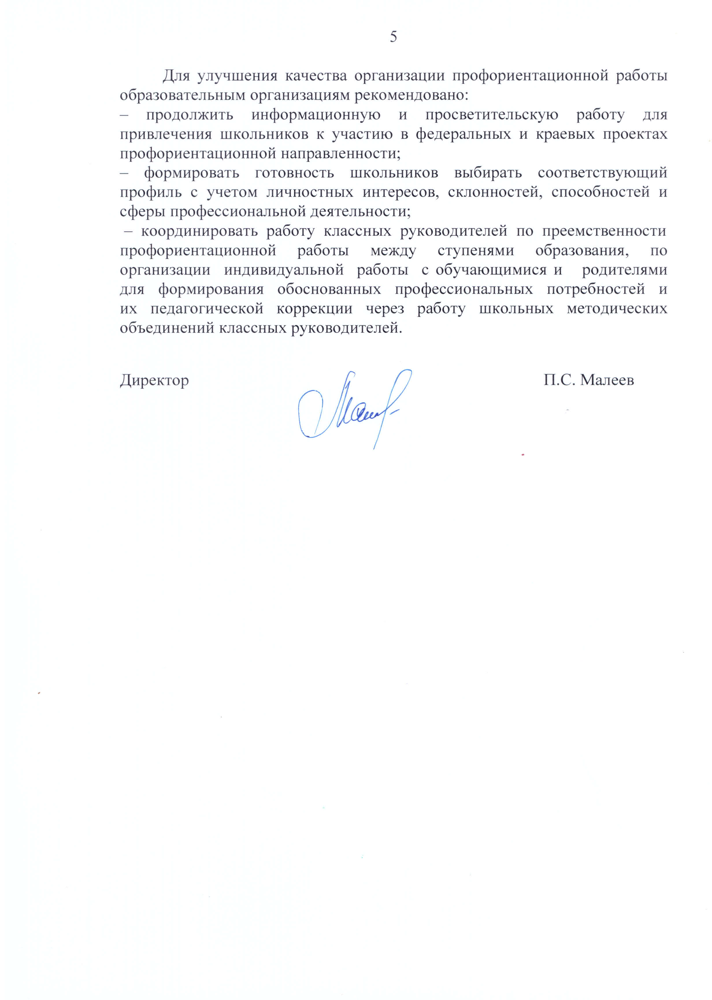 5
Для улучшения качества организации профориентационной работы
образовательным организациям рекомендовано:
– продолжить информационную и просветительскую работу для
привлечения школьников к участию в федеральных и краевых проектах
профориентационной направленности;
– формировать готовность школьников выбирать соответствующий
профиль с учетом личностных интересов, склонностей, способностей и
сферы профессиональной деятельности;
– координировать работу классных руководителей по преемственности
профориентационной работы между ступенями образования, по
организации индивидуальной работы с обучающимися и родителями
для формирования обоснованных профессиональных потребностей и
их педагогической коррекции через работу школьных методических
объединений классных руководителей.
Директор П.С. Малеев